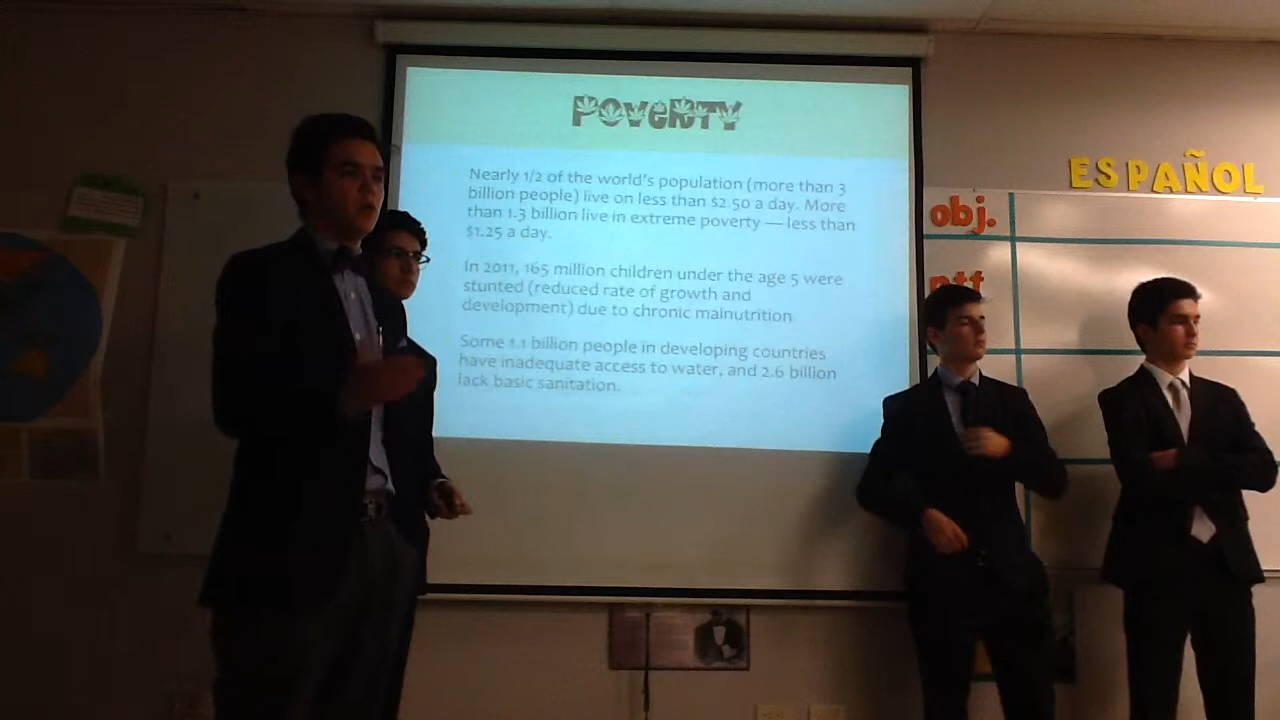 POVERTY
Nearly 1/2 of the world's population (more than 3
billion people) live on less than $2.50 a day. More
than 1.3 billion live in extreme poverty — less than
$1.25 a day.
In 2011, 165 million children under the age 5 were
stunted (reduced rate of growth and
development) due to chronic malnutrition
Some 1.1 billion people in developing countries
have inadequate access to water, and 2.6 billion
lack basic sanitation.
ESPAÑOL
obj.